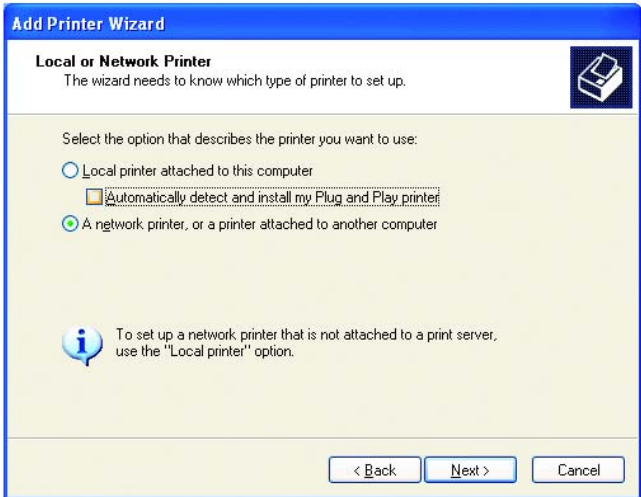 Add Printer Wizard
Local or Network Printer
The wizard needs to know which type of printer to set up.
Select the option that describes the printer you want to use:
Local printer attached to this computer
Automatically detect and install my Plug and Play printer
A network printer, or a printer attached to another computer
To set up a network printer that is not attached to a print server,
use the "Local printer" option.
< Back Next > Cancel